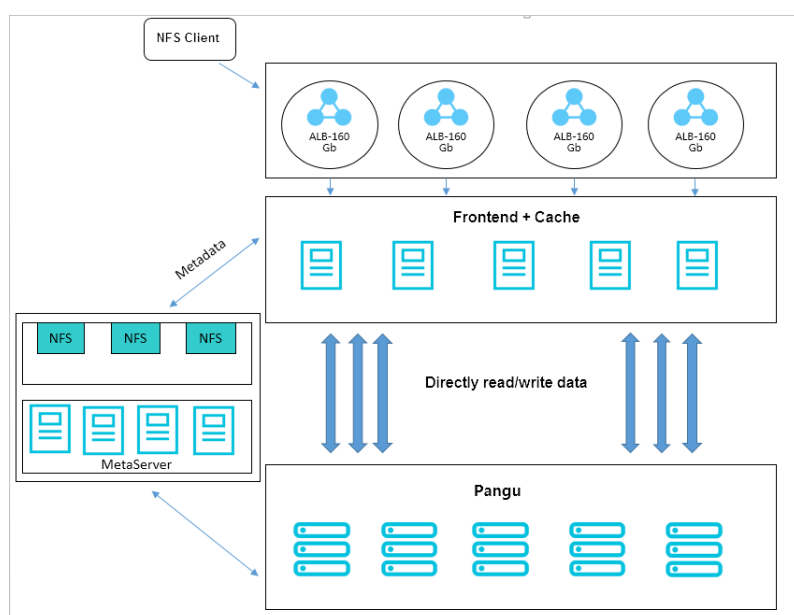 NFS Client
ALB-160
Gb
ALB-160
Gb
ALB-160
Gb
ALB-160
Gb
Frontend + Cache
Metadata
NFS
NFS
NFS
Directly read/write data
MetaServer
Pangu